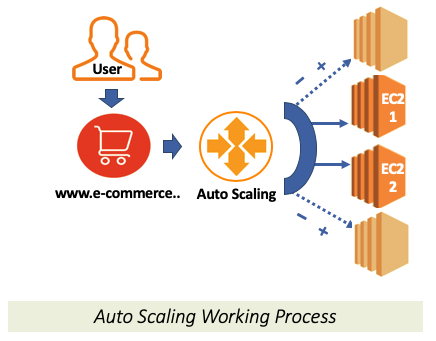 User
www.e-commerce..
Auto Scaling
- +
EC2
1
EC2
2
- +
Auto Scaling Working Process